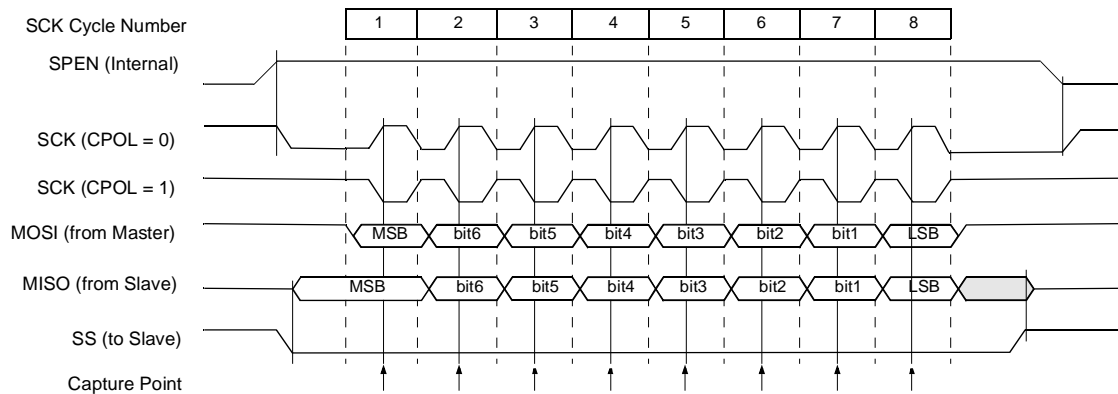 SCK Cycle Number 1 2 3 4 5 6 7 8
SPEN (Internal)
SCK (CPOL = 0)
SCK (CPOL = 1)
MOSI (from Master) MSB bit6 bit5 bit4 bit3 bit2 bit1 LSB
MISO (from Slave) MSB bit6 bit5 bit4 bit3 bit2 bit1 LSB
SS (to Slave)
Capture Point